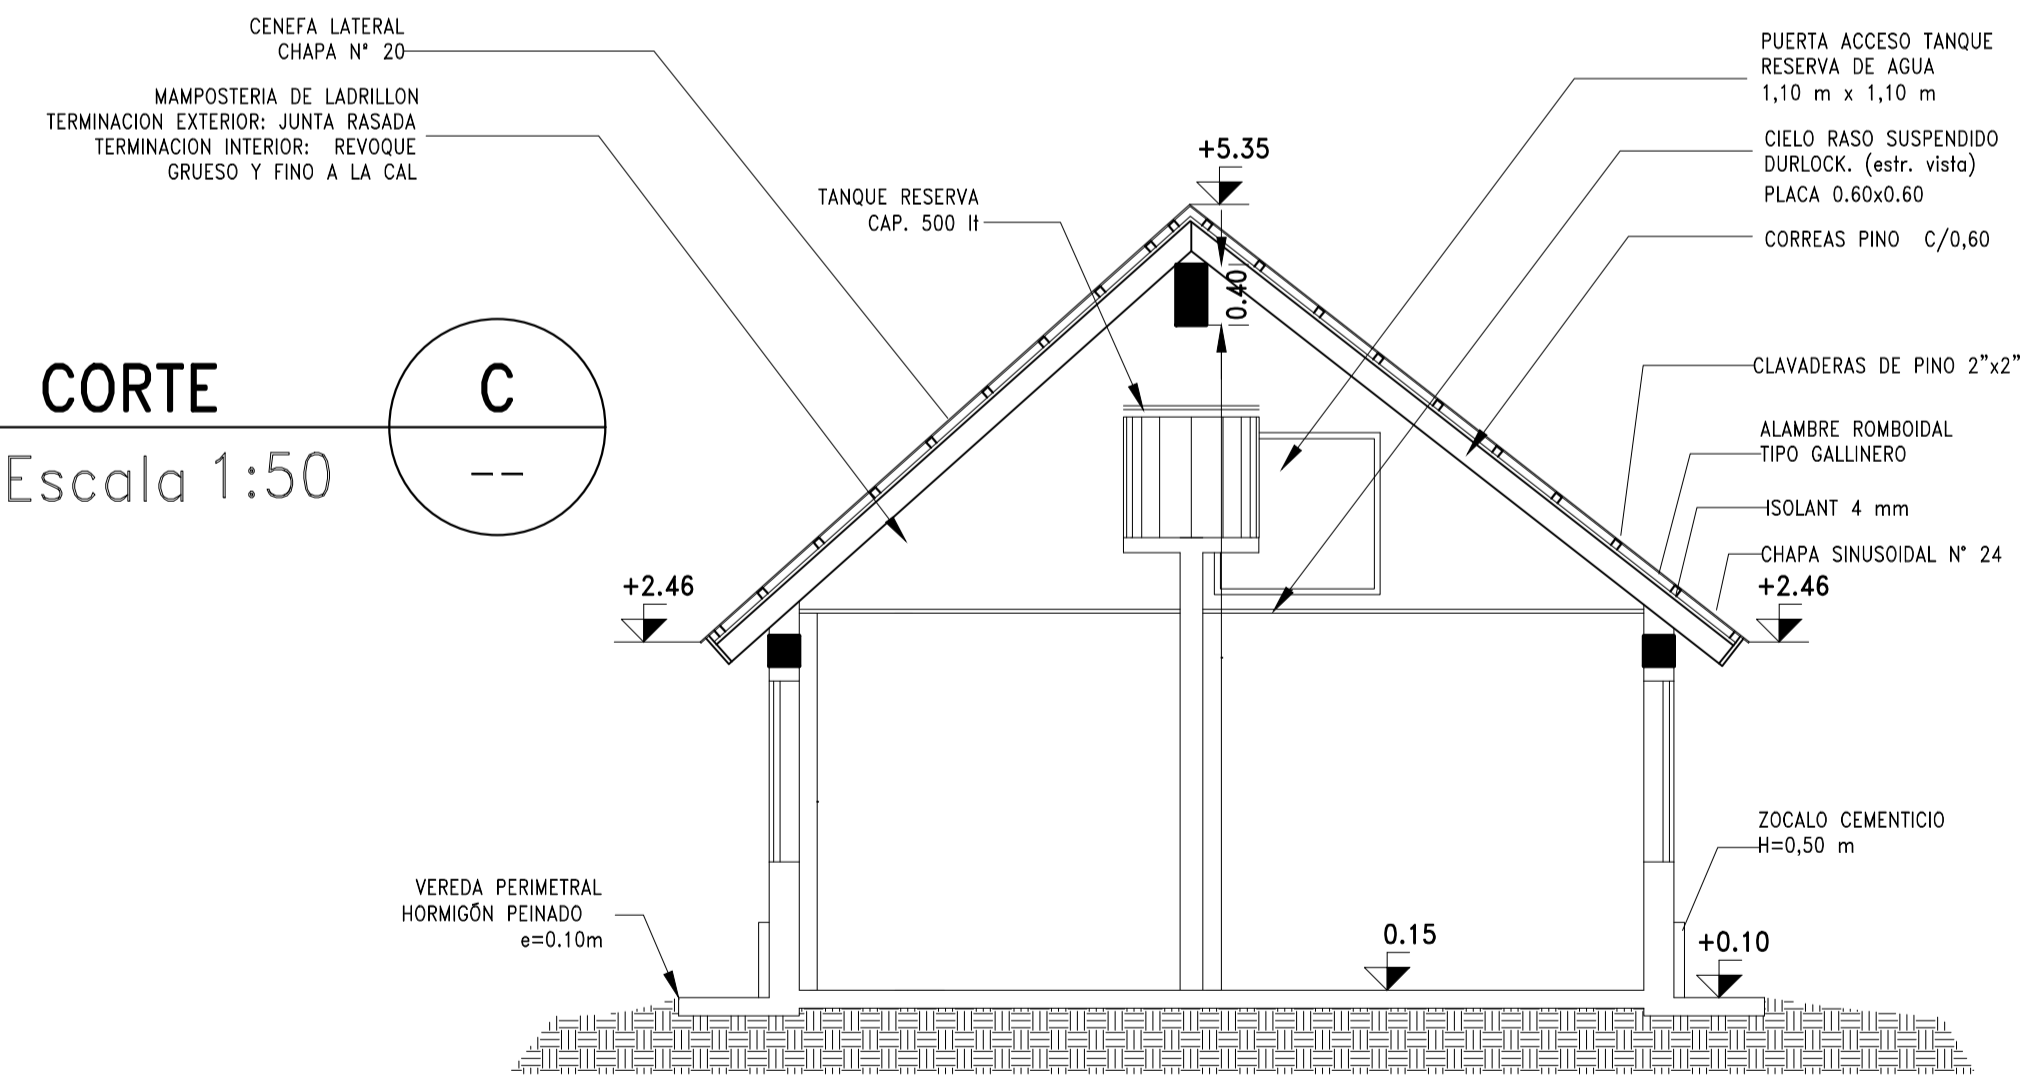 CENEFA LATERAL
CHAPA N° 20
MAMPOSTERIA DE LADRILLON
TERMINACION EXTERIOR: JUNTA RASADA
TERMINACION INTERIOR: REVOQUE
GRUESO Y FINO A LA CAL
TANQUE RESERVA
CAP. 500 lt
+5.35
0.40
PUERTA ACCESO TANQUE
RESERVA DE AGUA
1,10 m x 1,10 m
CIELO RASO SUSPENDIDO
DURLOCK. (estr. vista)
PLACA 0.60x0.60
CORREAS PINO C/0,60
CORTE
C
Escala 1:50
--
CLAVADERAS DE PINO 2"x2"
ALAMBRE ROMBOIDAL
TIPO GALLINERO
ISOLANT 4 mm
CHAPA SINUSOIDAL N° 24
+2.46
+2.46
ZOCALO CEMENTICIO
H=0,50 m
VEREDA PERIMETRAL
HORMIGÓN PEINADO
e=0.10m
0.15
+0.10